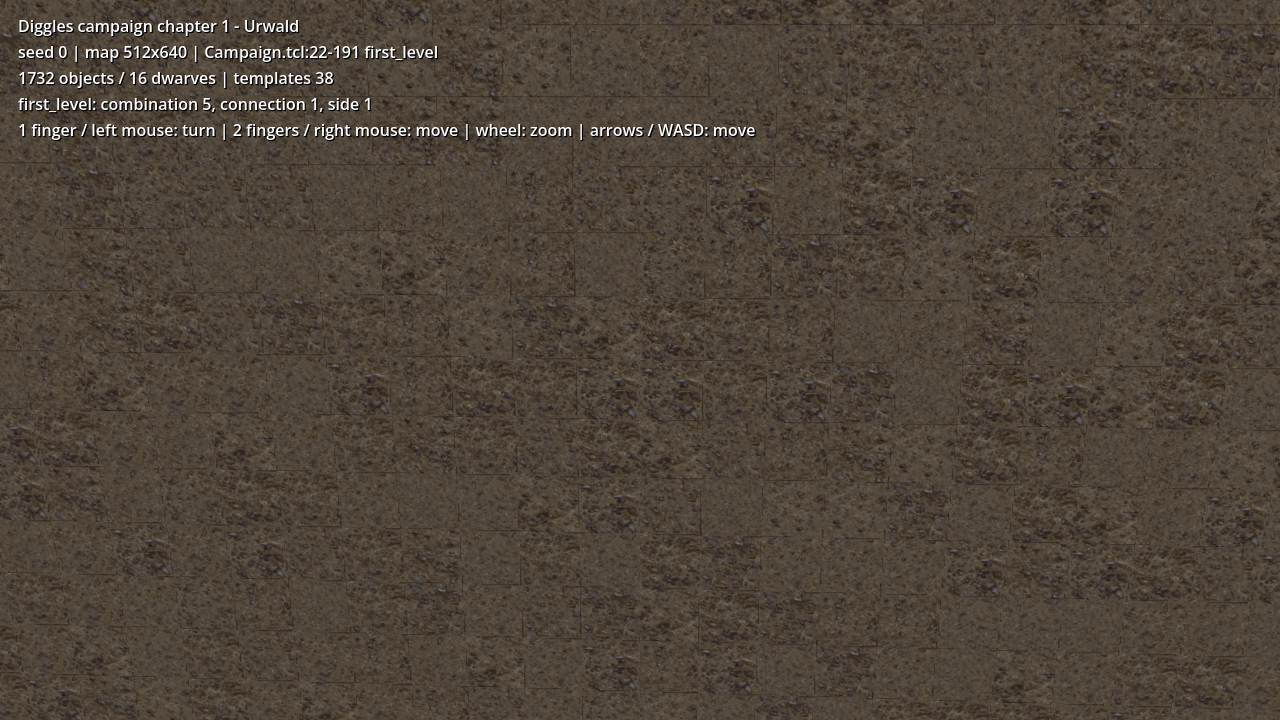 Diggles campaign chapter 1 - Urwald
seed 0 | map 512x640 | Campaign.tcl:22-191 first_level
1732 objects / 16 dwarves | templates 38
first_level: combination 5, connection 1, side 1
1 finger / left mouse: turn | 2 fingers / right mouse: move | wheel: zoom | arrows / WASD: move